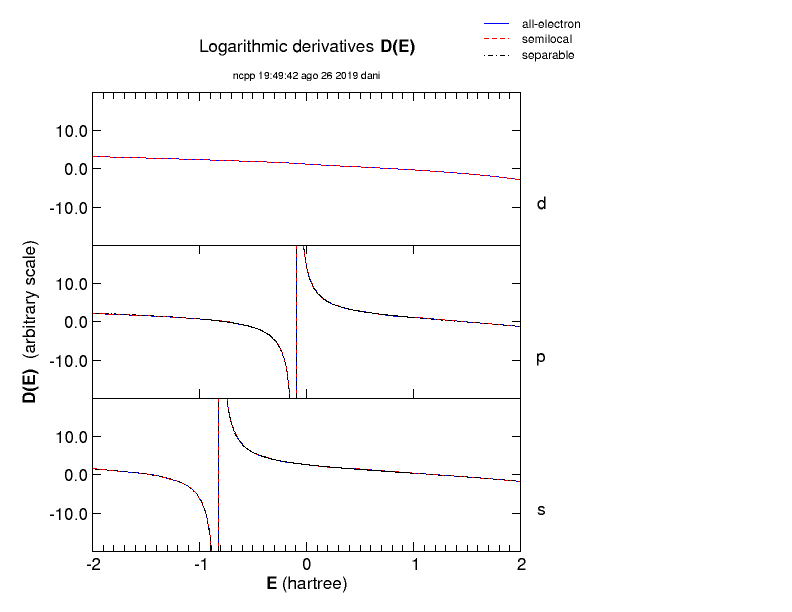 all-electron
semilocal
separable
Logarithmic derivatives D(E)
ncpp 19:49:42 ago 26 2019 dani
10.0
0.0
-10.0
d
10.0
0.0
-10.0
p
10.0
0.0
-10.0
s
D(E) (arbitrary scale)
-2 -1 0 1 2
E (hartree)